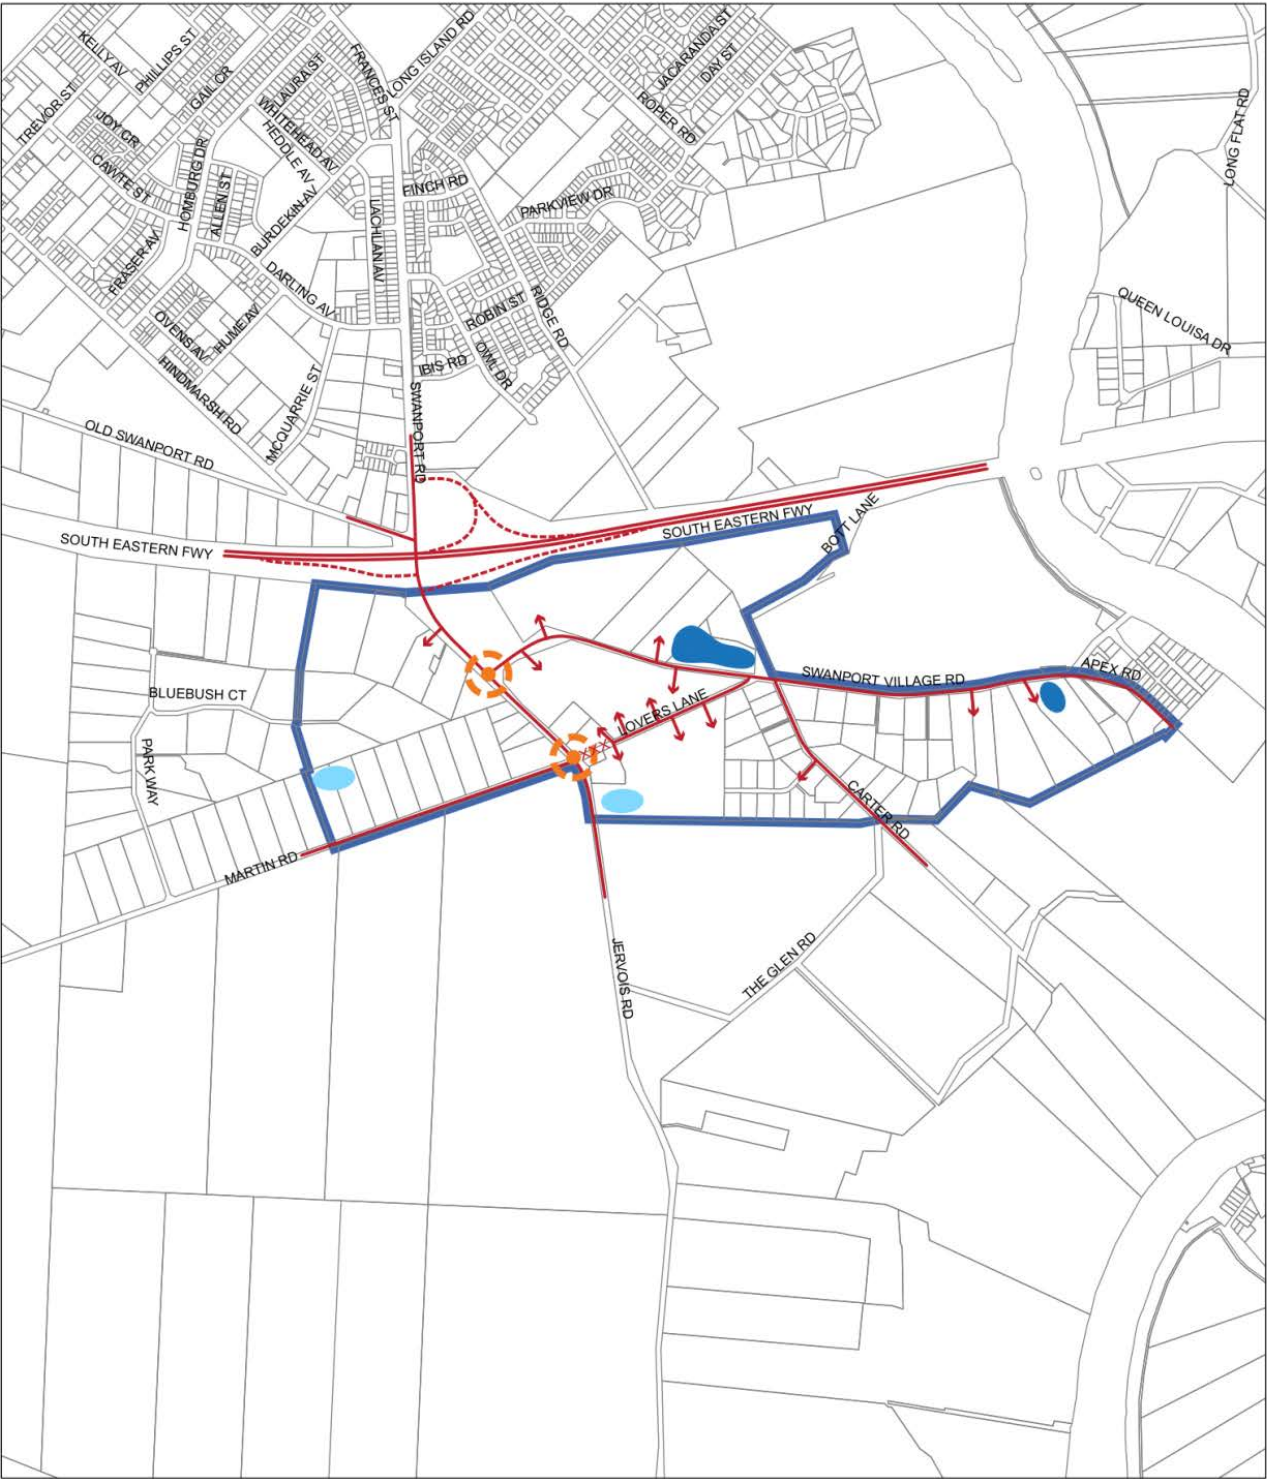 KELLY AV
PHILLIPS ST
LONG ISLAND RD
FRANCES ST
JACARANDA ST
DAY ST
TREVOR ST
GAIL CR
LAURA ST
WHITEHEAD AV
ROPER RD
LONG FLAT RD
JOY CR
HEDDLE AV
CAWTE ST
HOMBURG DR
ALLEN ST
FINCH RD
PARKVIEW DR
BURDEKIN AV
LACHLAN AV
FRASER AV
DARLING AV
ROBIN ST
RIDGE RD
QUEEN LOUISA DR
OVENS AV
HUME AV
IBIS RD
OWL DR
HINDMARSH RD
MCQUARRIE ST
SWANPORT RD
OLD SWANPORT RD
SOUTH EASTERN FWY
SOUTH EASTERN FWY
BOTT LANE
SWANPORT VILLAGE RD
APEX RD
BLUEBUSH CT
LOVERS LANE
XXX
PARK WAY
CARTER RD
MARTIN RD
JERVOIS RD
THE GLEN RD